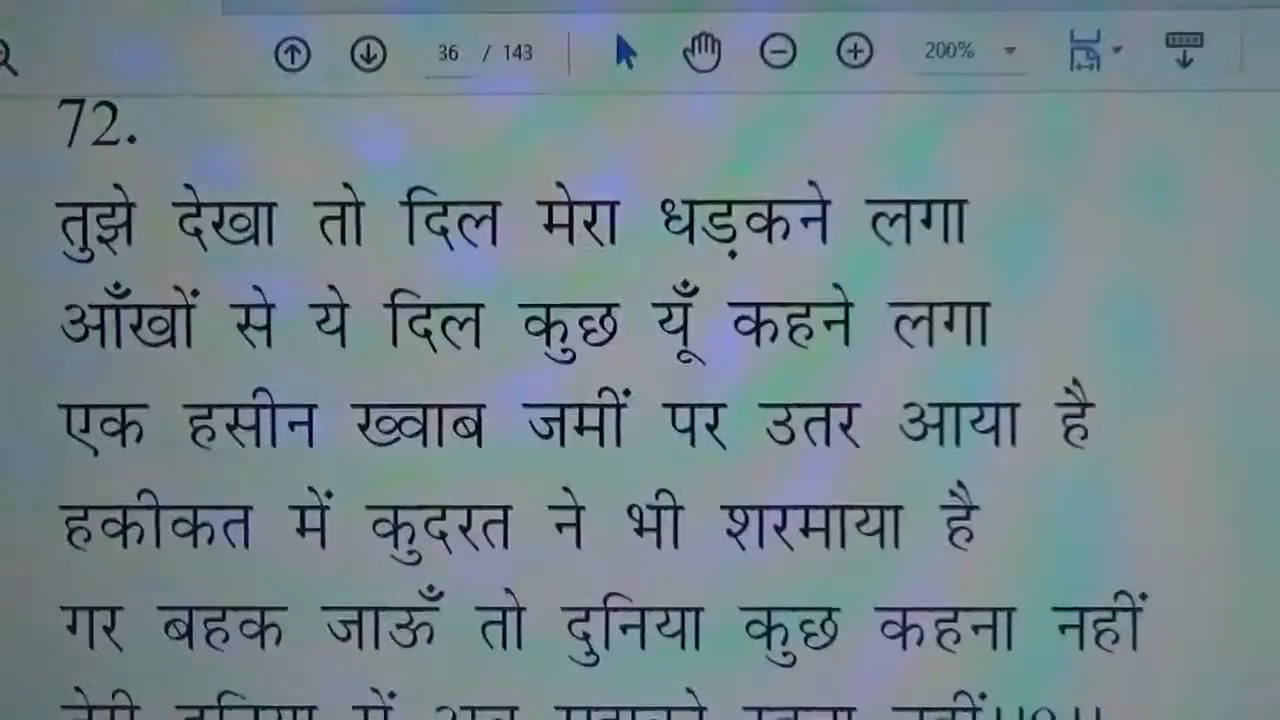 36 / 143
200%
72.
तुझे देखा तो दिल मेरा धड़कने लगा
आँखों से ये दिल कुछ यूँ कहने लगा
एक हसीन ख्वाब जमीं पर उतर आया है
हकीकत में कुदरत ने भी शरमाया है
गर बहक जाऊँ तो दुनिया कुछ कहना नहीं